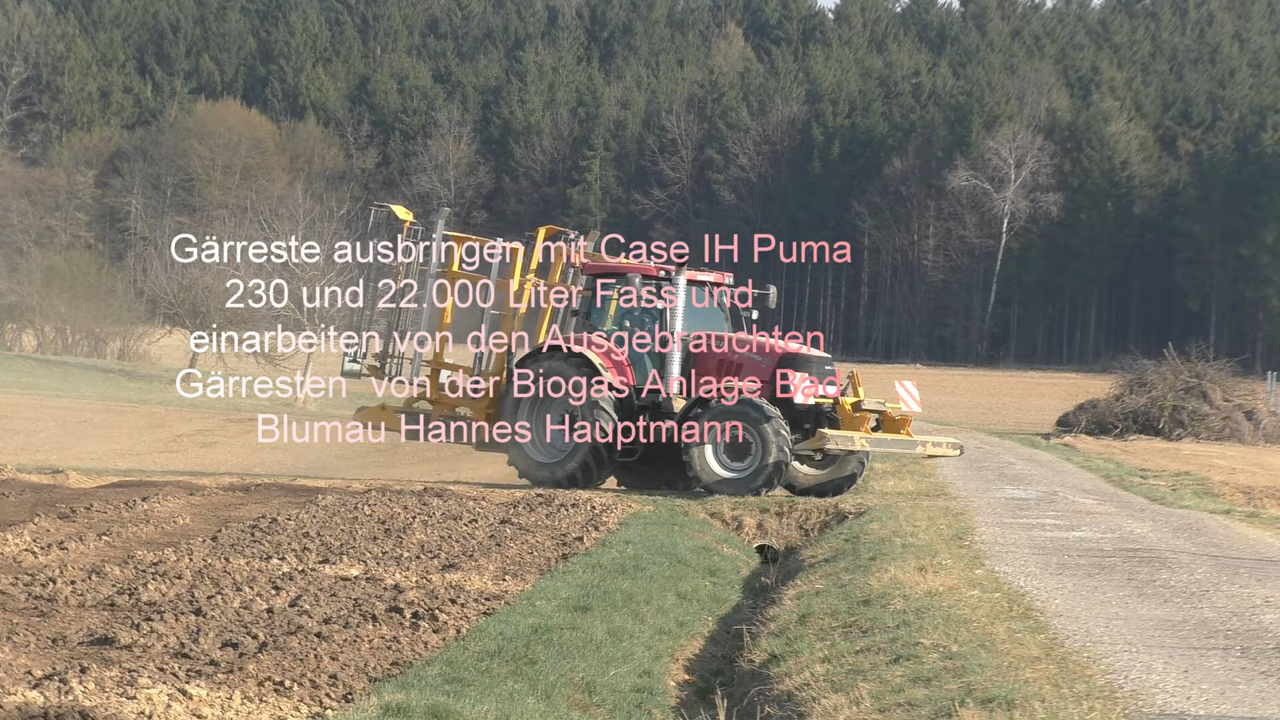 Gärreste ausbringen mit Case IH Puma
230 und 22.000 Liter Fass und
einarbeiten von den Ausgebrauchten
Gärresten  von der Biogas Anlage Bad
Blumau Hannes Hauptmann